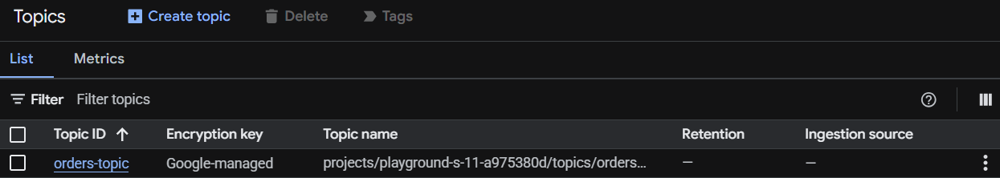 Topics Create topic Delete Tags
List Metrics
Filter Filter topics
Topic ID Encryption key Topic name Retention Ingestion source
orders-topic Google-managed projects/playground-s-11-a975380d/topics/orders... — —